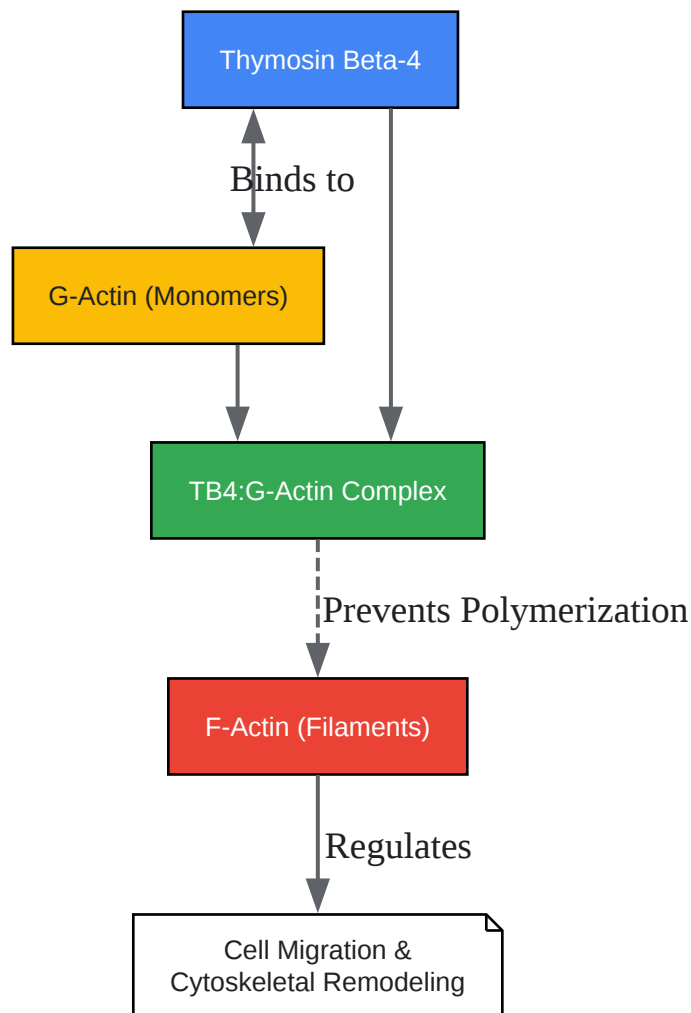 Thymosin Beta-4
Binds to
G-Actin (Monomers)
TB4:G-Actin Complex
Prevents Polymerization
F-Actin (Filaments)
Regulates
Cell Migration &
Cytoskeletal Remodeling